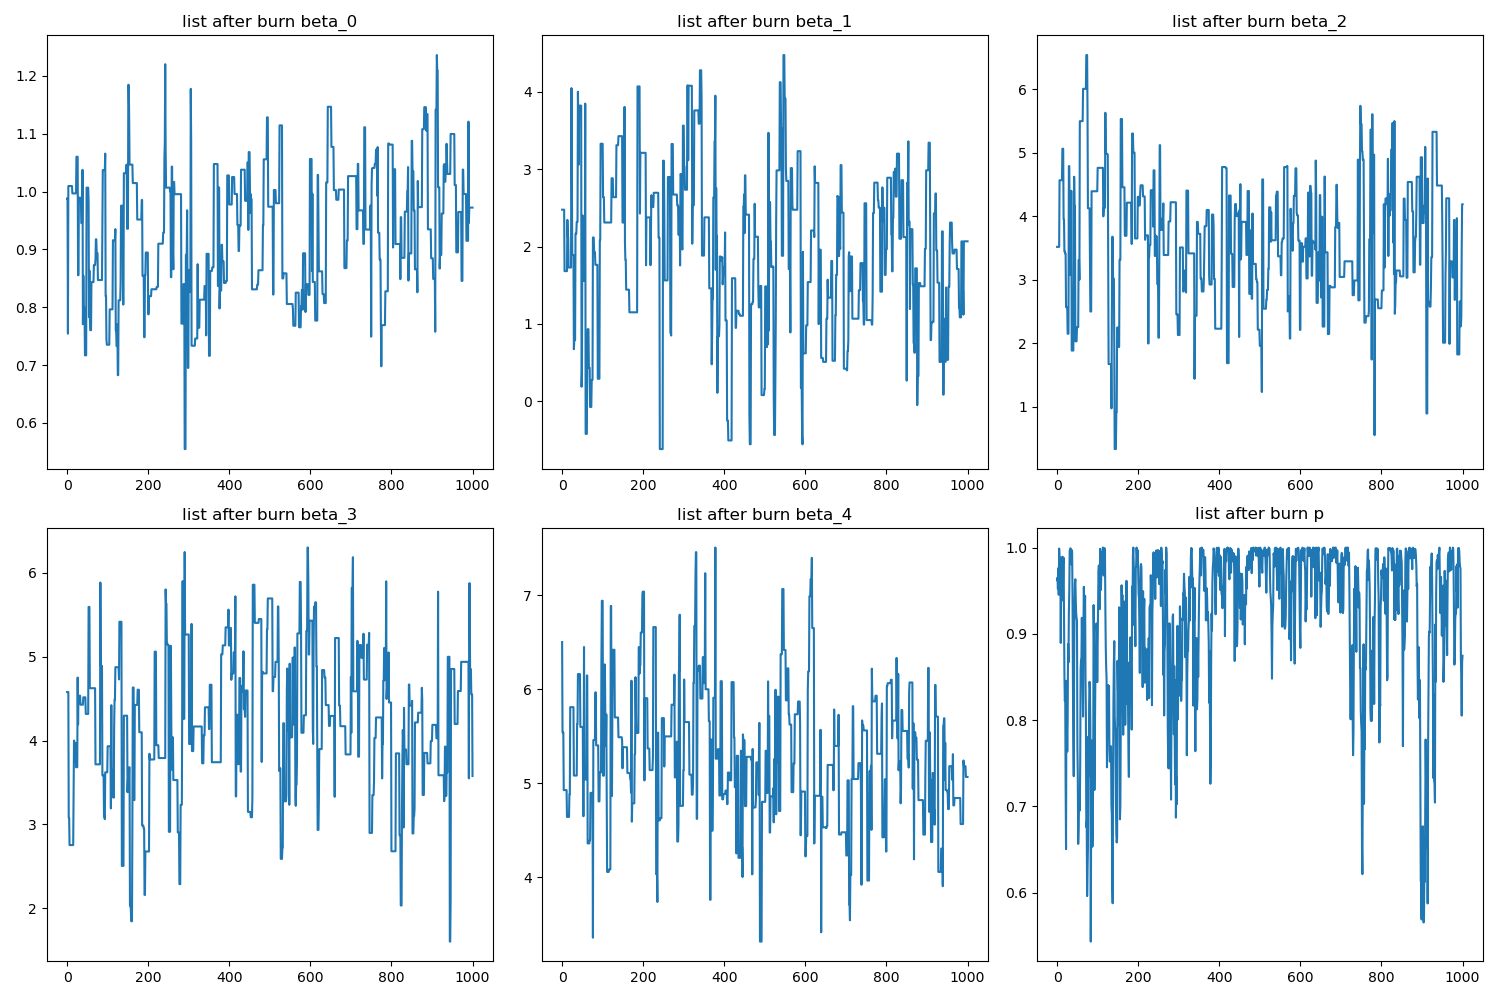 list after burn beta_0
list after burn beta_1
list after burn beta_2
1.2
1.1
1.0
0.9
0.8
0.7
0.6
0 200 400 600 800 1000
4
3
2
1
0
0 200 400 600 800 1000
6
5
4
3
2
1
0 200 400 600 800 1000
list after burn beta_3
list after burn beta_4
list after burn p
6
5
4
3
2
0 200 400 600 800 1000
7
6
5
4
0 200 400 600 800 1000
1.0
0.9
0.8
0.7
0.6
0 200 400 600 800 1000